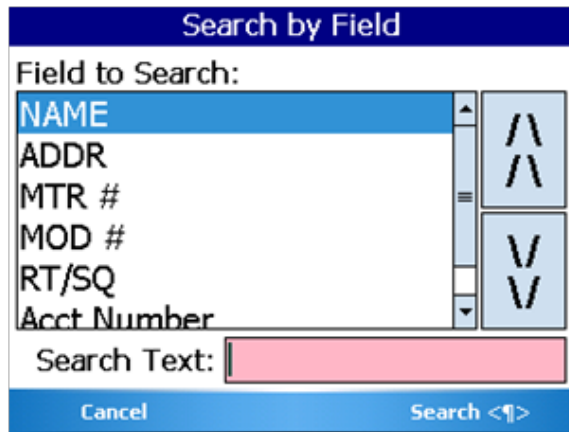 Search by Field
Field to Search:
NAME
ADDR
MTR #
MOD #
RT/SQ
Acct Number
/\
/\
\/
\/
Search Text:
Cancel
Search <¶>